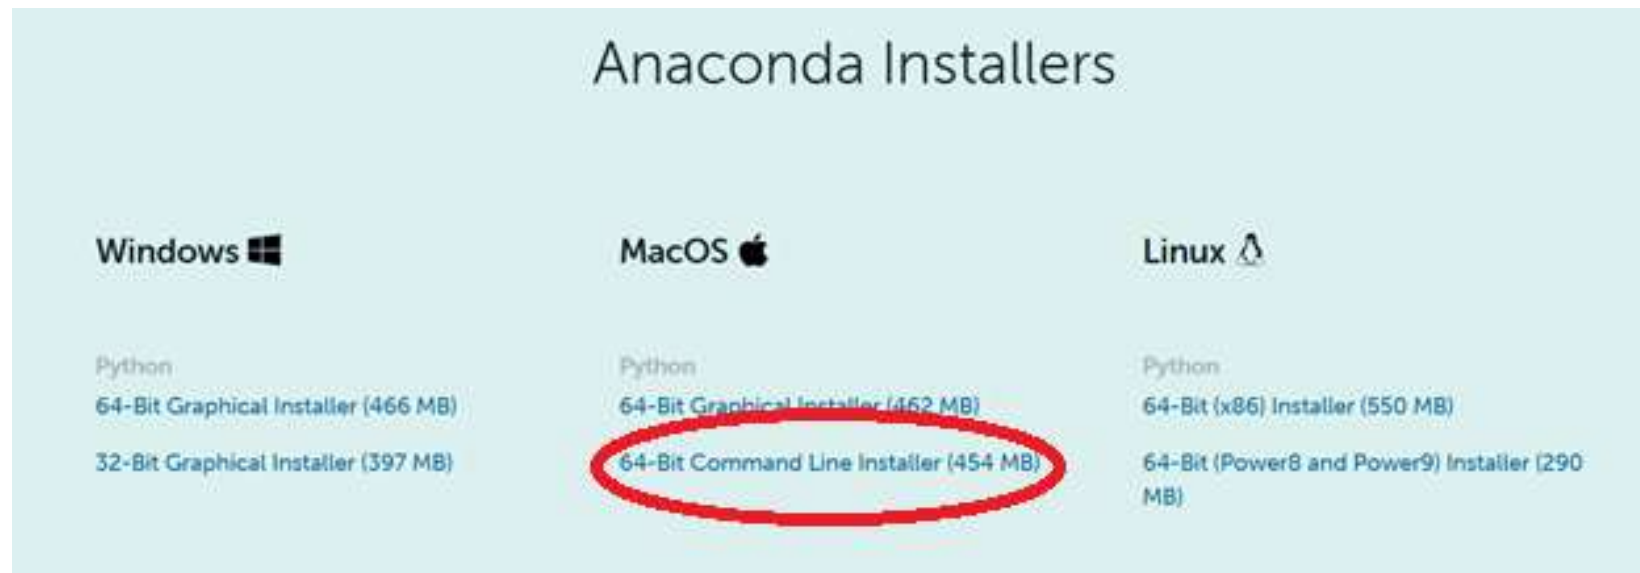 Anaconda Installers
Windows
MacOS
Linux
Python
64-Bit Graphical Installer (466 MB)
32-Bit Graphical Installer (397 MB)
Python
64-Bit Graphical Installer (462 MB)
64-Bit Command Line Installer (454 MB)
Python
64-Bit (x86) Installer (550 MB)
64-Bit (Power8 and Power9) Installer (290
MB)